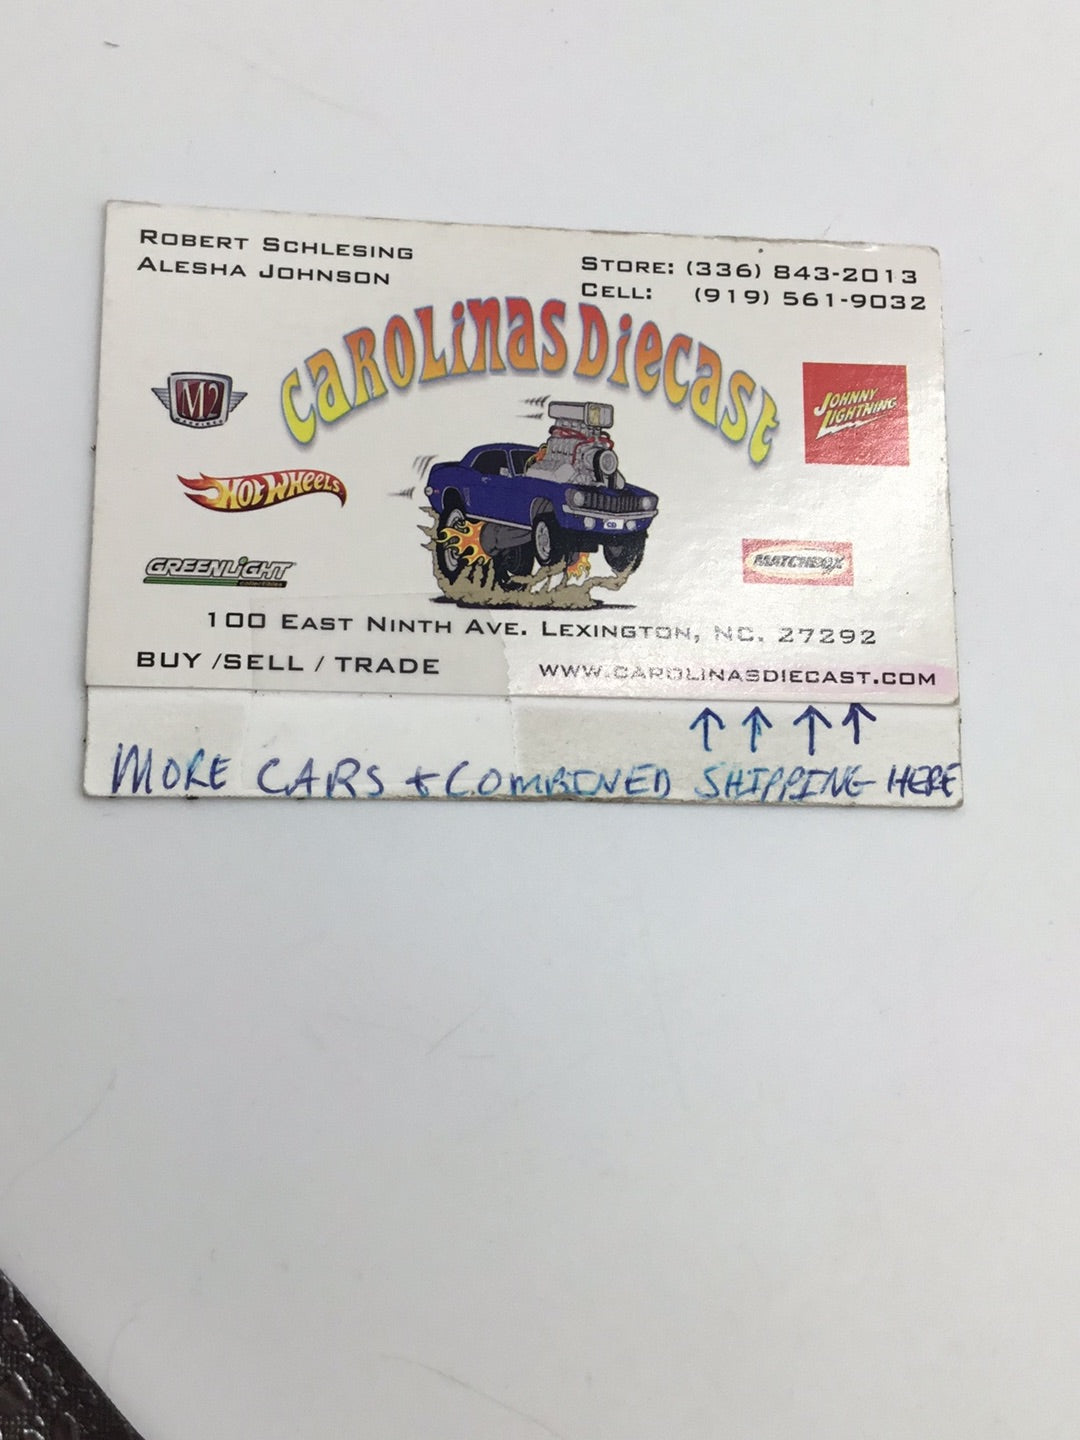 ROBERT SCHLESING
ALESHA JOHNSON
STORE: (336) 843-2013
CELL: (919) 561-9032
CAROLINAS DIECAST
M2
JOHNNY LIGHTNING
HOT WHEELS
GREENLIGHT
collectibles
MATCHBOX
100 EAST NINTH AVE. LEXINGTON, NC. 27292
BUY /SELL / TRADE
WWW.CAROLINASDIECAST.COM
↑ ↑ ↑ ↑
MORE CARS + COMBINED SHIPPING HERE